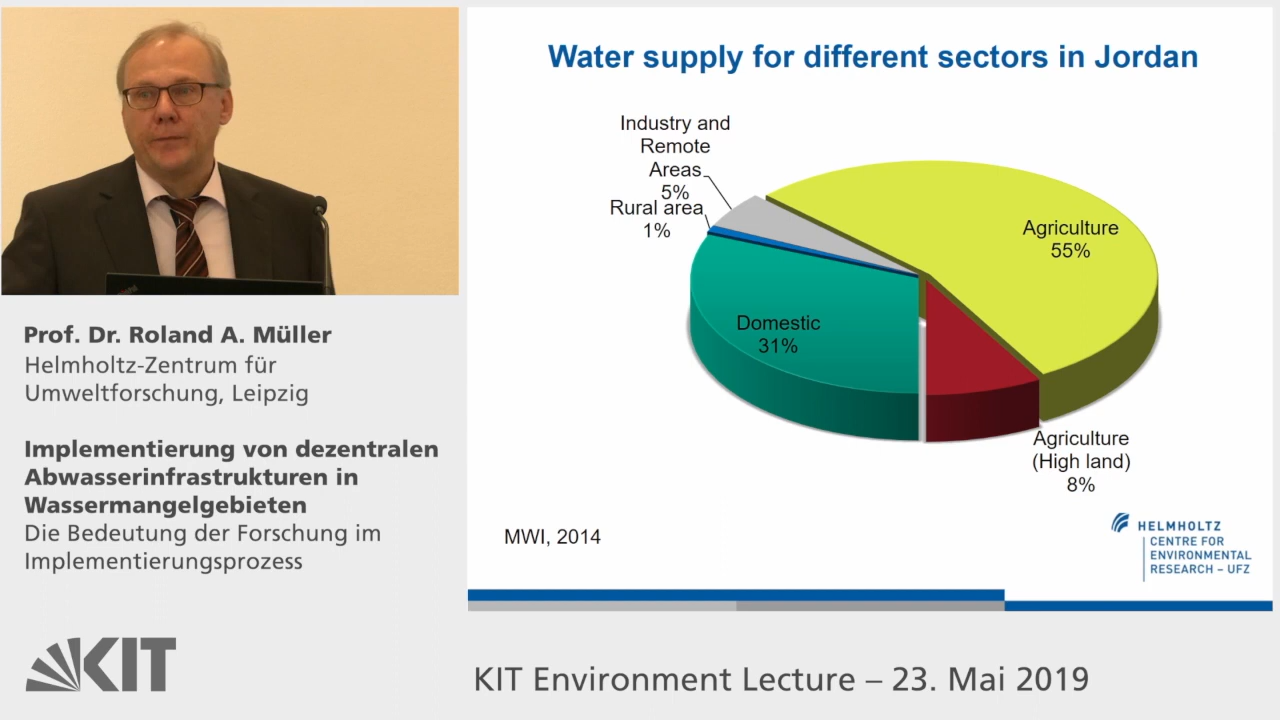 Water supply for different sectors in Jordan
Industry and
Remote
Areas
5%
Rural area
1%
Agriculture
55%
Domestic
31%
Agriculture
(High land)
8%
MWI, 2014
HELMHOLTZ
CENTRE FOR
ENVIRONMENTAL
RESEARCH – UFZ
Prof. Dr. Roland A. Müller
Helmholtz-Zentrum für
Umweltforschung, Leipzig
Implementierung von dezentralen
Abwasserinfrastrukturen in
Wassermangelgebieten
Die Bedeutung der Forschung im
Implementierungsprozess
KIT
KIT Environment Lecture – 23. Mai 2019